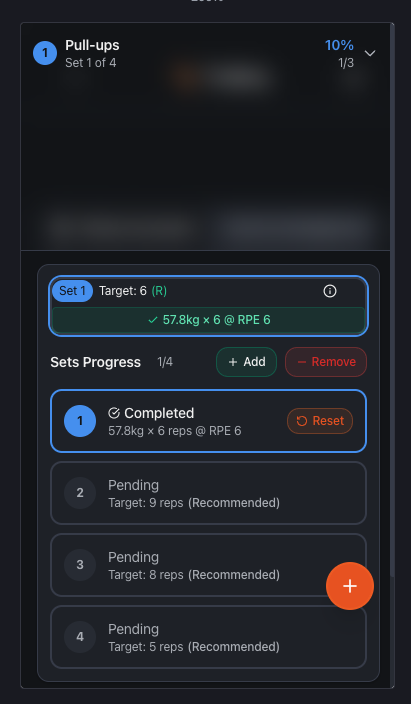 1 Pull-ups 10%
Set 1 of 4 1/3
Set 1 Target: 6 (R)
57.8kg × 6 @ RPE 6
Sets Progress 1/4 + Add − Remove
1 Completed
57.8kg × 6 reps @ RPE 6
Reset
2 Pending
Target: 9 reps (Recommended)
3 Pending
Target: 8 reps (Recommended)
4 Pending
Target: 5 reps (Recommended)